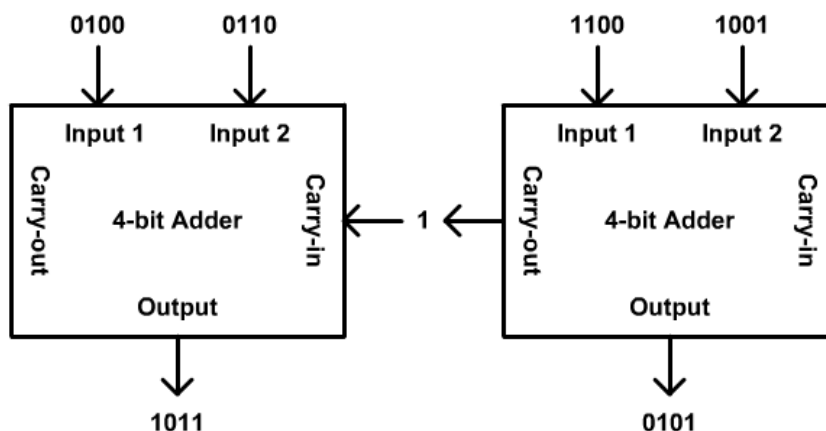 0100 0110 1100 1001
Input 1 Input 2 Input 1 Input 2
Carry-out 4-bit Adder Carry-in 1 Carry-out 4-bit Adder Carry-in
Output Output
1011 0101